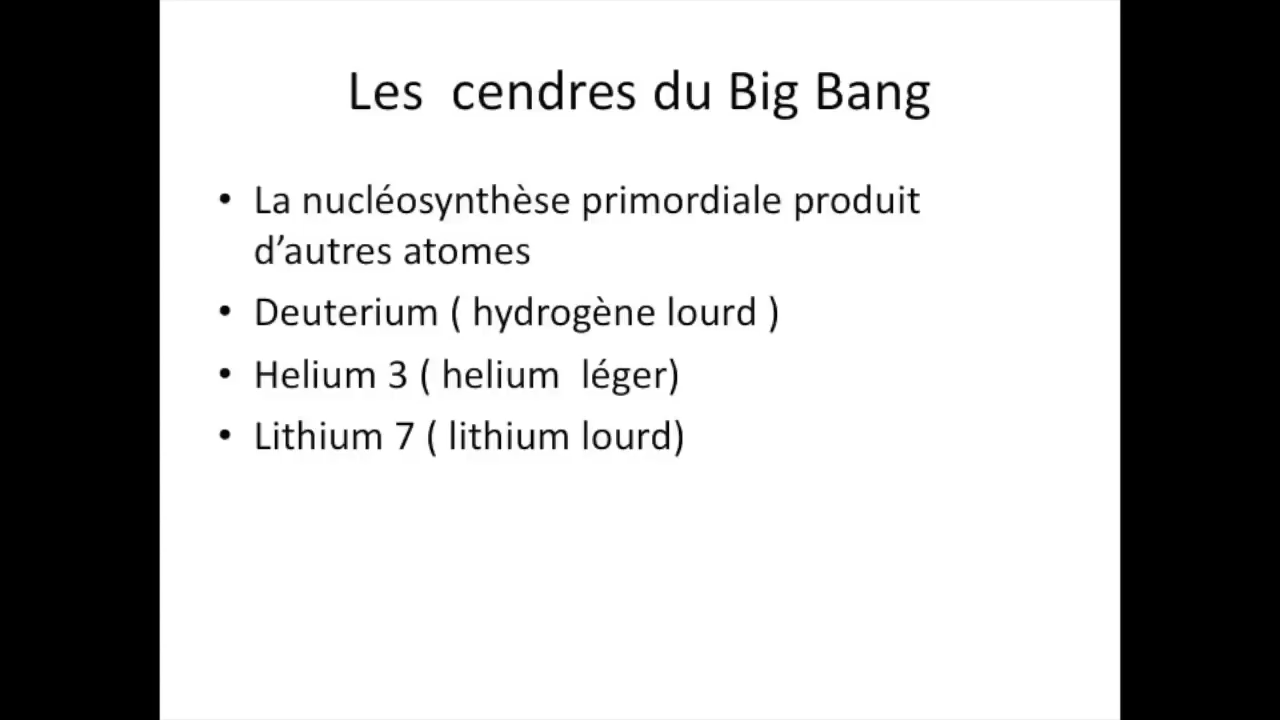 Les  cendres du Big Bang
• La nucléosynthèse primordiale produit
d’autres atomes
• Deuterium ( hydrogène lourd )
• Helium 3 ( helium  léger)
• Lithium 7 ( lithium lourd)